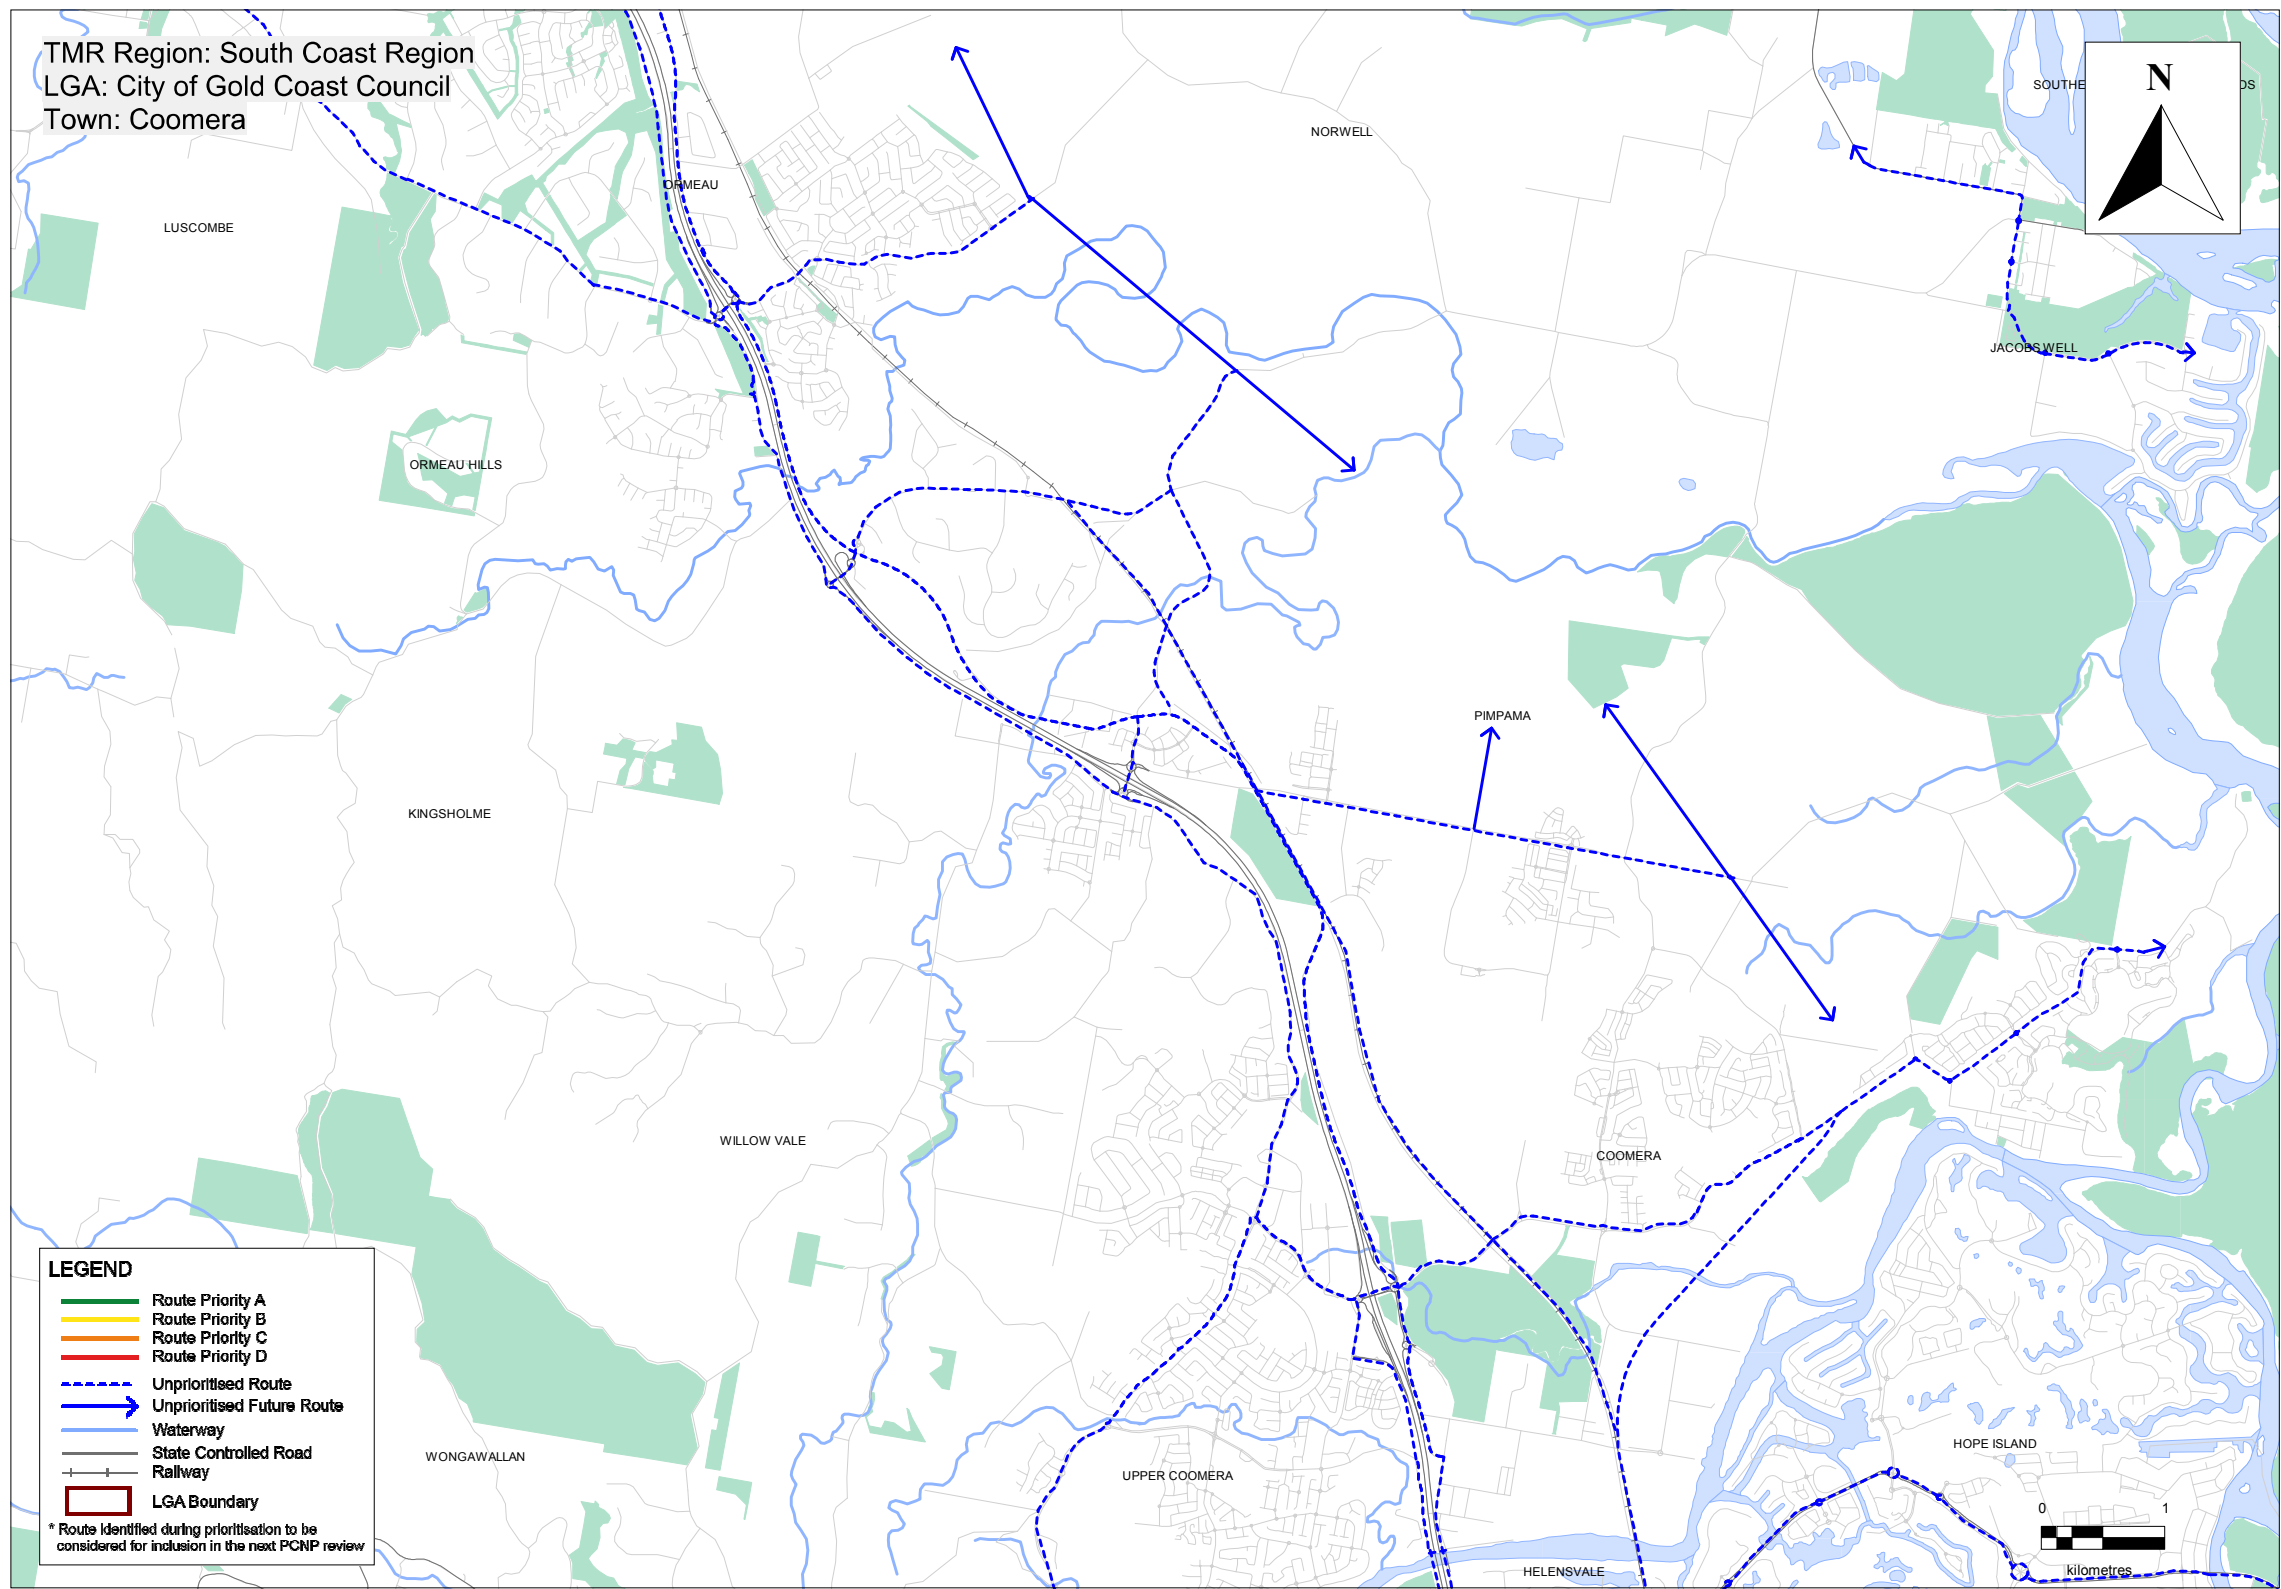 TMR Region: South Coast Region
LGA: City of Gold Coast Council
Town: Coomera
N
SOUTHE
DS
NORWELL
ORMEAU
LUSCOMBE
JACOBS WELL
ORMEAU HILLS
PIMPAMA
KINGSHOLME
WILLOW VALE
COOMERA
WONGAWALLAN
UPPER COOMERA
HOPE ISLAND
HELENSVALE
LEGEND
Route Priority A
Route Priority B
Route Priority C
Route Priority D
Unprioritised Route
Unprioritised Future Route
Waterway
State Controlled Road
Railway
LGA Boundary
* Route identified during prioritisation to be
considered for inclusion in the next PCNP review
0 1
kilometres